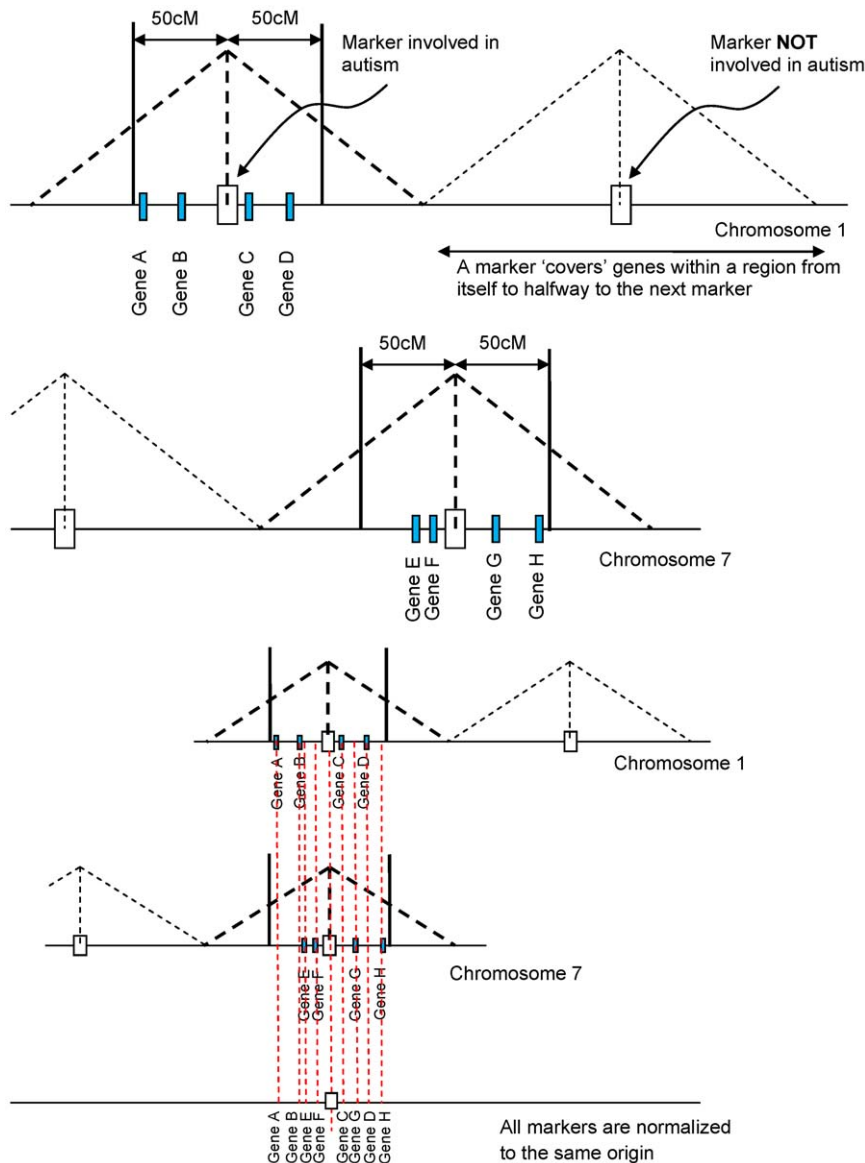 50cM
50cM
Marker involved in
autism
Marker NOT
involved in autism
Chromosome 1
Gene A
Gene B
Gene C
Gene D
A marker ‘covers’ genes within a region from
itself to halfway to the next marker
50cM
50cM
Chromosome 7
Gene E
Gene F
Gene G
Gene H
Gene A
Gene B
Gene C
Gene D
Chromosome 1
Gene E
Gene F
Gene G
Gene H
Chromosome 7
Gene A
Gene B
Gene E
Gene F
Gene C
Gene G
Gene D
Gene H
All markers are normalized
to the same origin